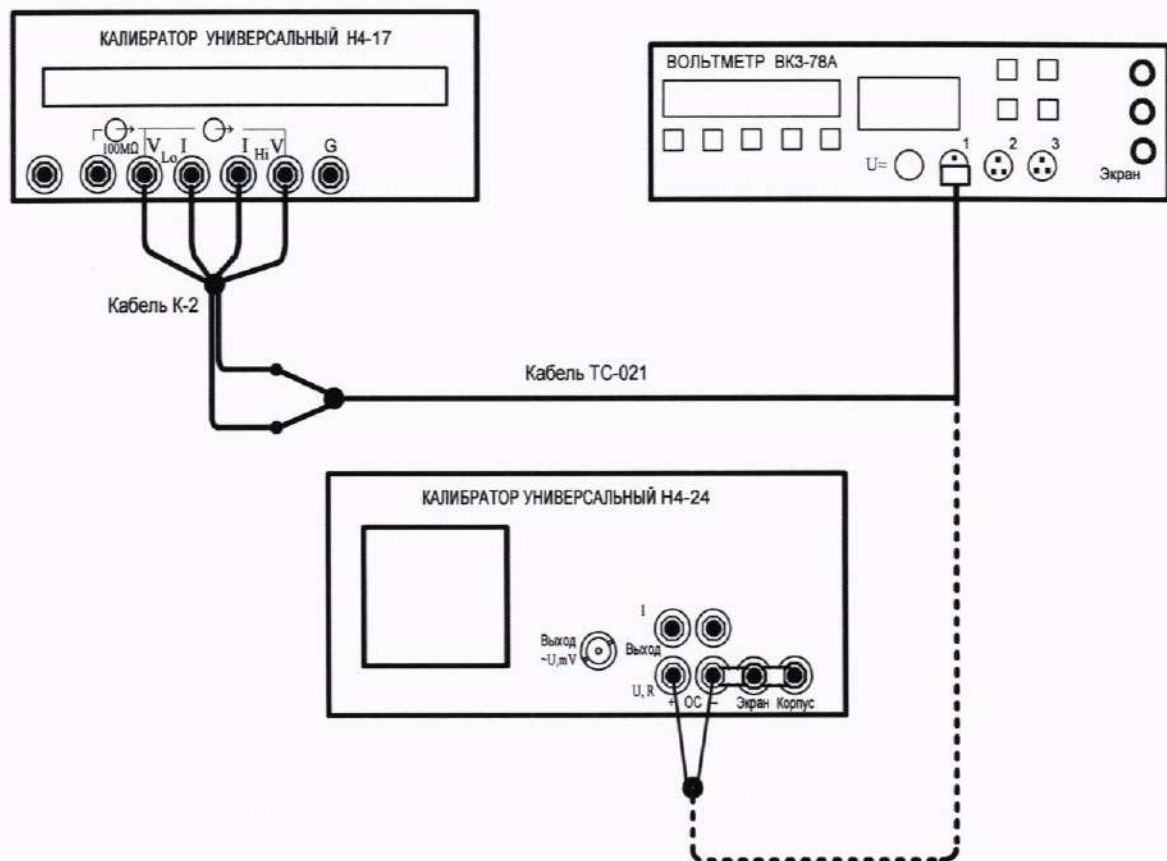 КАЛИБРАТОР УНИВЕРСАЛЬНЫЙ Н4-17
100MΩ V Lo I I Hi V G
ВОЛЬТМЕТР ВК3-78А
U= 1 2 3
Экран
Кабель К-2
Кабель ТС-021
КАЛИБРАТОР УНИВЕРСАЛЬНЫЙ Н4-24
I
Выход
~U,mV
Выход
U, R
+ ОС – Экран Корпус